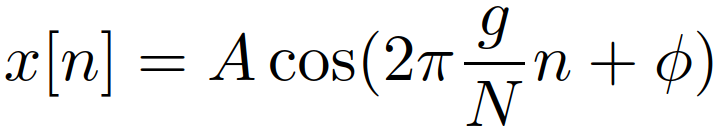 x[n] = A cos(2π g/N n + ϕ)